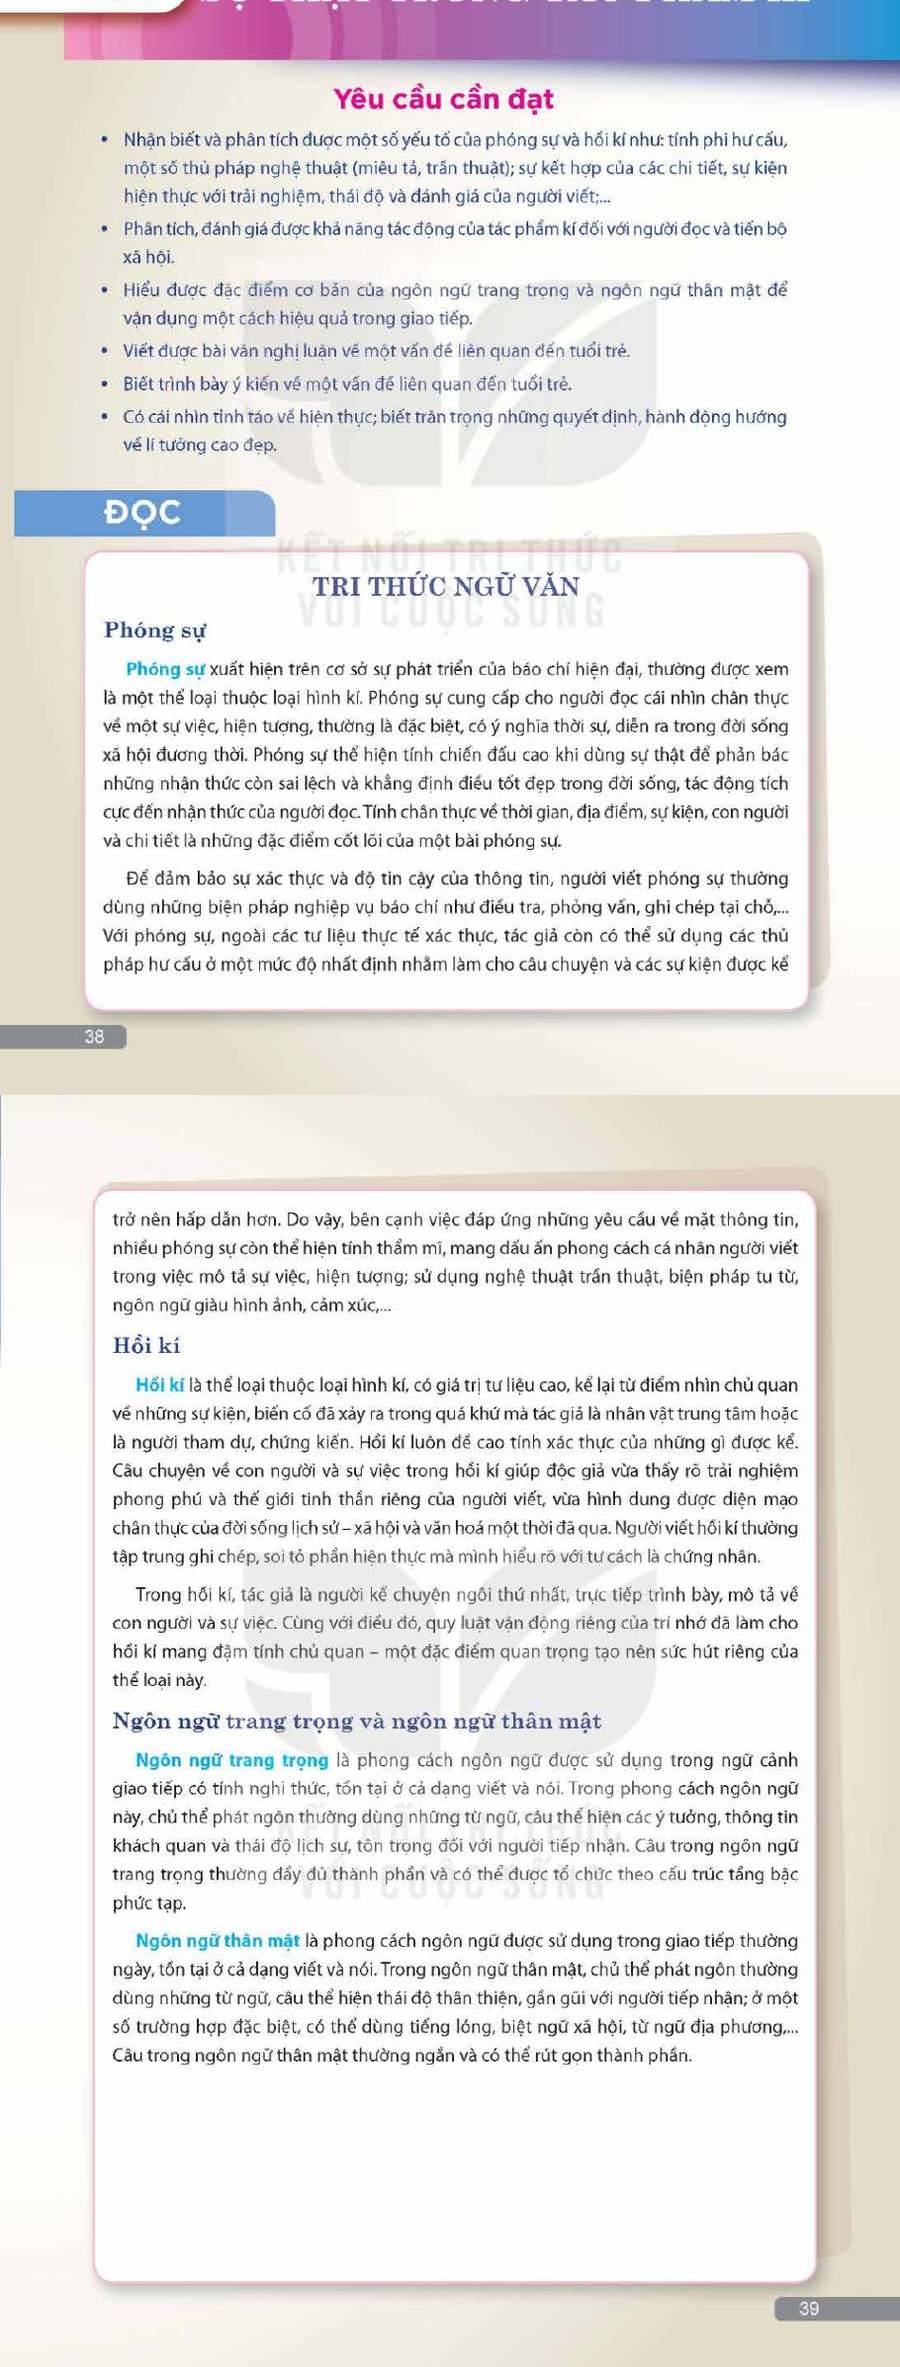 Yêu cầu cần đạt
• Nhận biết và phân tích được một số yếu tố của phóng sự và hồi kí như: tính phi hư cấu,
một số thủ pháp nghệ thuật (miêu tả, trần thuật); sự kết hợp của các chi tiết, sự kiện
hiện thực với trải nghiệm, thái độ và đánh giá của người viết;...
• Phân tích, đánh giá được khả năng tác động của tác phẩm kí đối với người đọc và tiến bộ
xã hội.
• Hiểu được đặc điểm cơ bản của ngôn ngữ trang trọng và ngôn ngữ thân mật để
vận dụng một cách hiệu quả trong giao tiếp.
• Viết được bài văn nghị luận về một vấn đề liên quan đến tuổi trẻ.
• Biết trình bày ý kiến về một vấn đề liên quan đến tuổi trẻ.
• Có cái nhìn tỉnh táo về hiện thực; biết trân trọng những quyết định, hành động hướng
về lí tưởng cao đẹp.
ĐỌC
KẾT NỐI TRI THỨC
TRI THỨC NGỮ VĂN
VỚI CUỘC SỐNG
Phóng sự
Phóng sự xuất hiện trên cơ sở sự phát triển của báo chí hiện đại, thường được xem
là một thể loại thuộc loại hình kí. Phóng sự cung cấp cho người đọc cái nhìn chân thực
về một sự việc, hiện tượng, thường là đặc biệt, có ý nghĩa thời sự, diễn ra trong đời sống
xã hội đương thời. Phóng sự thể hiện tính chiến đấu cao khi dùng sự thật để phản bác
những nhận thức còn sai lệch và khẳng định điều tốt đẹp trong đời sống, tác động tích
cực đến nhận thức của người đọc. Tính chân thực về thời gian, địa điểm, sự kiện, con người
và chi tiết là những đặc điểm cốt lõi của một bài phóng sự.
Để đảm bảo sự xác thực và độ tin cậy của thông tin, người viết phóng sự thường
dùng những biện pháp nghiệp vụ báo chí như điều tra, phỏng vấn, ghi chép tại chỗ,...
Với phóng sự, ngoài các tư liệu thực tế xác thực, tác giả còn có thể sử dụng các thủ
pháp hư cấu ở một mức độ nhất định nhằm làm cho câu chuyện và các sự kiện được kể
38
trở nên hấp dẫn hơn. Do vậy, bên cạnh việc đáp ứng những yêu cầu về mặt thông tin,
nhiều phóng sự còn thể hiện tính thẩm mĩ, mang dấu ấn phong cách cá nhân người viết
trong việc mô tả sự việc, hiện tượng; sử dụng nghệ thuật trần thuật, biện pháp tu từ,
ngôn ngữ giàu hình ảnh, cảm xúc,...
Hồi kí
Hồi kí là thể loại thuộc loại hình kí, có giá trị tư liệu cao, kể lại từ điểm nhìn chủ quan
về những sự kiện, biến cố đã xảy ra trong quá khứ mà tác giả là nhân vật trung tâm hoặc
là người tham dự, chứng kiến. Hồi kí luôn đề cao tính xác thực của những gì được kể.
Câu chuyện về con người và sự việc trong hồi kí giúp độc giả vừa thấy rõ trải nghiệm
phong phú và thế giới tinh thần riêng của người viết, vừa hình dung được diện mạo
chân thực của đời sống lịch sử – xã hội và văn hoá một thời đã qua. Người viết hồi kí thường
tập trung ghi chép, soi tỏ phần hiện thực mà mình hiểu rõ với tư cách là chứng nhân.
Trong hồi kí, tác giả là người kể chuyện ngôi thứ nhất, trực tiếp trình bày, mô tả về
con người và sự việc. Cùng với điều đó, quy luật vận động riêng của trí nhớ đã làm cho
hồi kí mang đậm tính chủ quan – một đặc điểm quan trọng tạo nên sức hút riêng của
thể loại này.
Ngôn ngữ trang trọng và ngôn ngữ thân mật
Ngôn ngữ trang trọng là phong cách ngôn ngữ được sử dụng trong ngữ cảnh
giao tiếp có tính nghi thức, tồn tại ở cả dạng viết và nói. Trong phong cách ngôn ngữ
này, chủ thể phát ngôn thường dùng những từ ngữ, câu thể hiện các ý tưởng, thông tin
khách quan và thái độ lịch sự, tôn trọng đối với người tiếp nhận. Câu trong ngôn ngữ
trang trọng thường đầy đủ thành phần và có thể được tổ chức theo cấu trúc tầng bậc
phức tạp.
KẾT NỐI TRI THỨC
VỚI CUỘC SỐNG
Ngôn ngữ thân mật là phong cách ngôn ngữ được sử dụng trong giao tiếp thường
ngày, tồn tại ở cả dạng viết và nói. Trong ngôn ngữ thân mật, chủ thể phát ngôn thường
dùng những từ ngữ, câu thể hiện thái độ thân thiện, gần gũi với người tiếp nhận; ở một
số trường hợp đặc biệt, có thể dùng tiếng lóng, biệt ngữ xã hội, từ ngữ địa phương,...
Câu trong ngôn ngữ thân mật thường ngắn và có thể rút gọn thành phần.
39